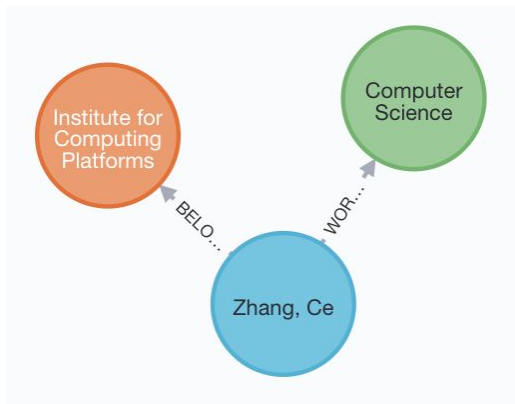 Institute for
Computing
Platforms
Computer
Science
BELO...
WOR...
Zhang, Ce